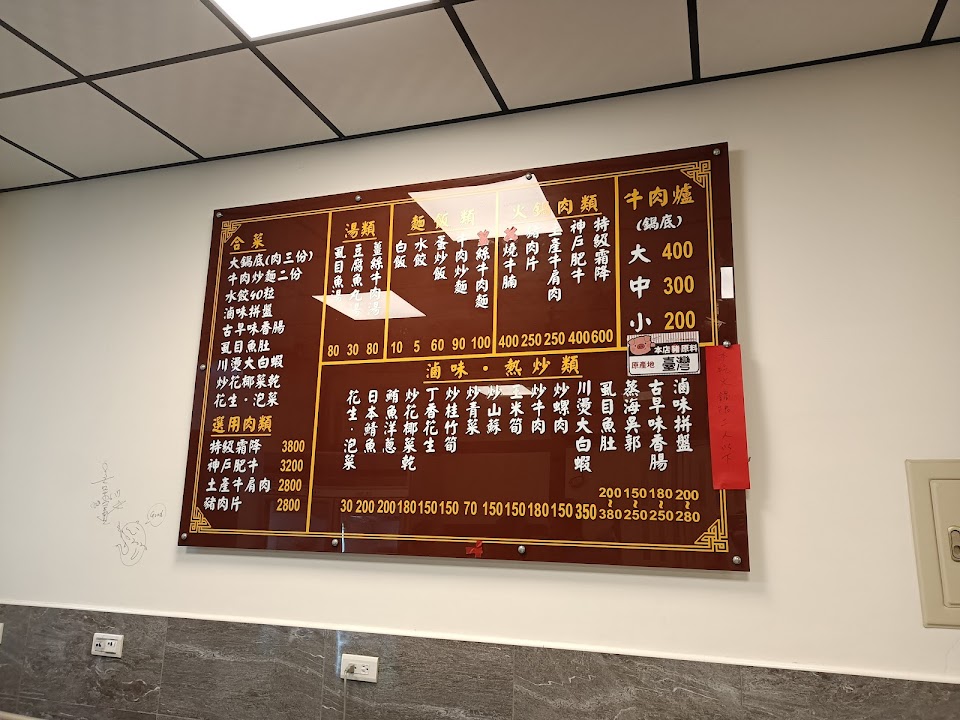 牛肉爐
(鍋底)
大 400
中 300
小 200
本店豬原料
原產地 臺灣
火鍋肉類
特級霜降 600
神戶肥牛 400
土產牛肩肉 250
豬肉片 250
燒牛腩 400
麵飯類
絲牛肉麵 100
牛肉炒麵 90
蛋炒飯 60
水餃 5
白飯 10
湯類
薑絲牛肉湯 80
豆腐魚丸湯 30
虱目魚湯 80
合菜
大鍋底(肉三份)
牛肉炒麵二份
水餃40粒
滷味拼盤
古早味香腸
虱目魚肚
川燙大白蝦
炒花椰菜乾
花生·泡菜
選用肉類
特級霜降 3800
神戶肥牛 3200
土產牛肩肉 2800
豬肉片 2800
滷味·熱炒類
滷味拼盤 200~280
古早味香腸 180~250
蒸海吳郭 150~250
虱目魚肚 200~380
川燙大白蝦 350
炒螺肉 150
炒牛肉 180
玉米筍 150
炒山蘇 150
炒青菜 70
炒桂竹筍 150
丁香花生 150
炒花椰菜乾 180
鮪魚洋蔥 200
日本鯖魚 200
花生·泡菜 30